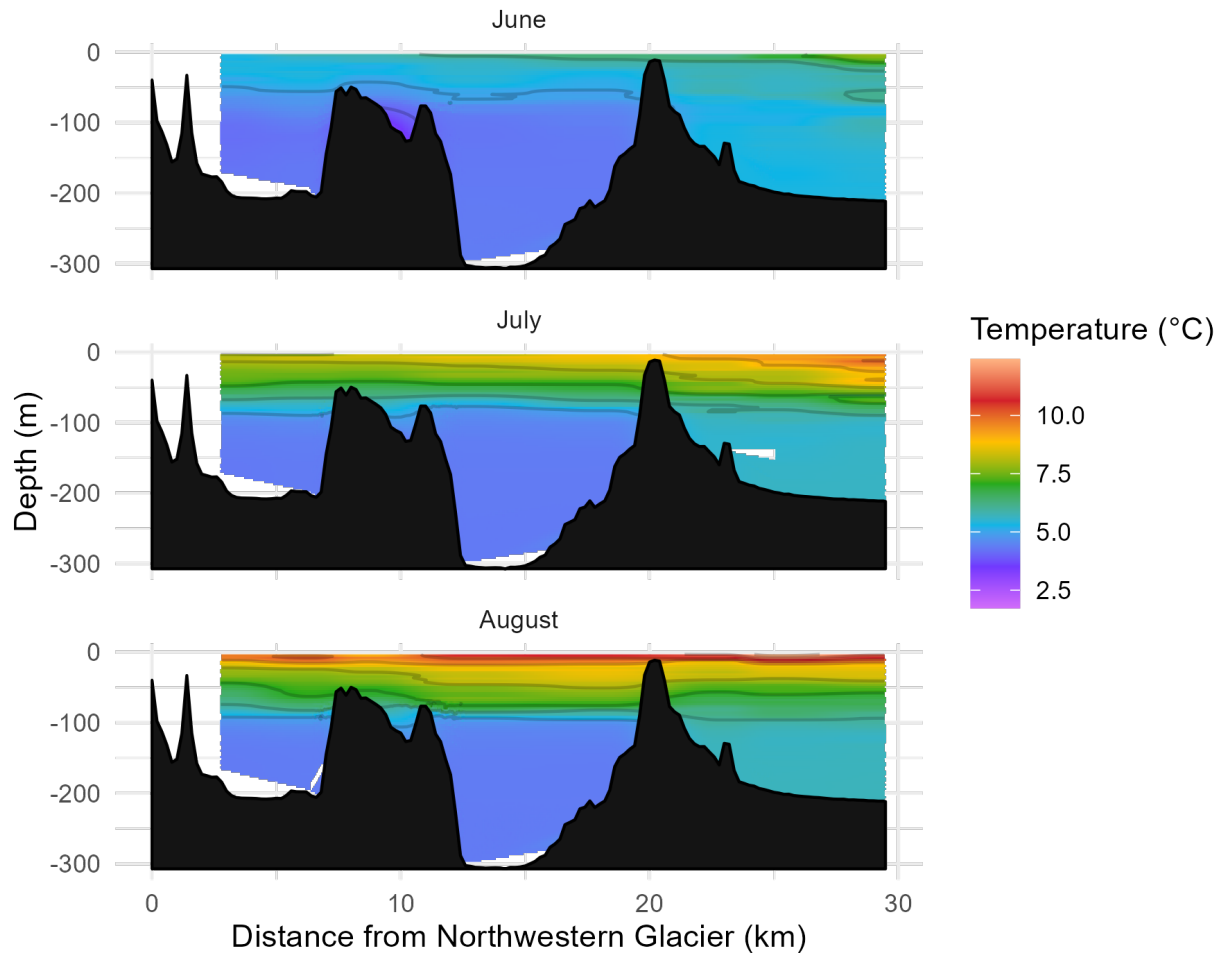 June
0
-100
-200
-300
July
0
-100
-200
-300
August
0
-100
-200
-300
0 10 20 30
Distance from Northwestern Glacier (km)
Depth (m)
Temperature (°C)
10.0
7.5
5.0
2.5